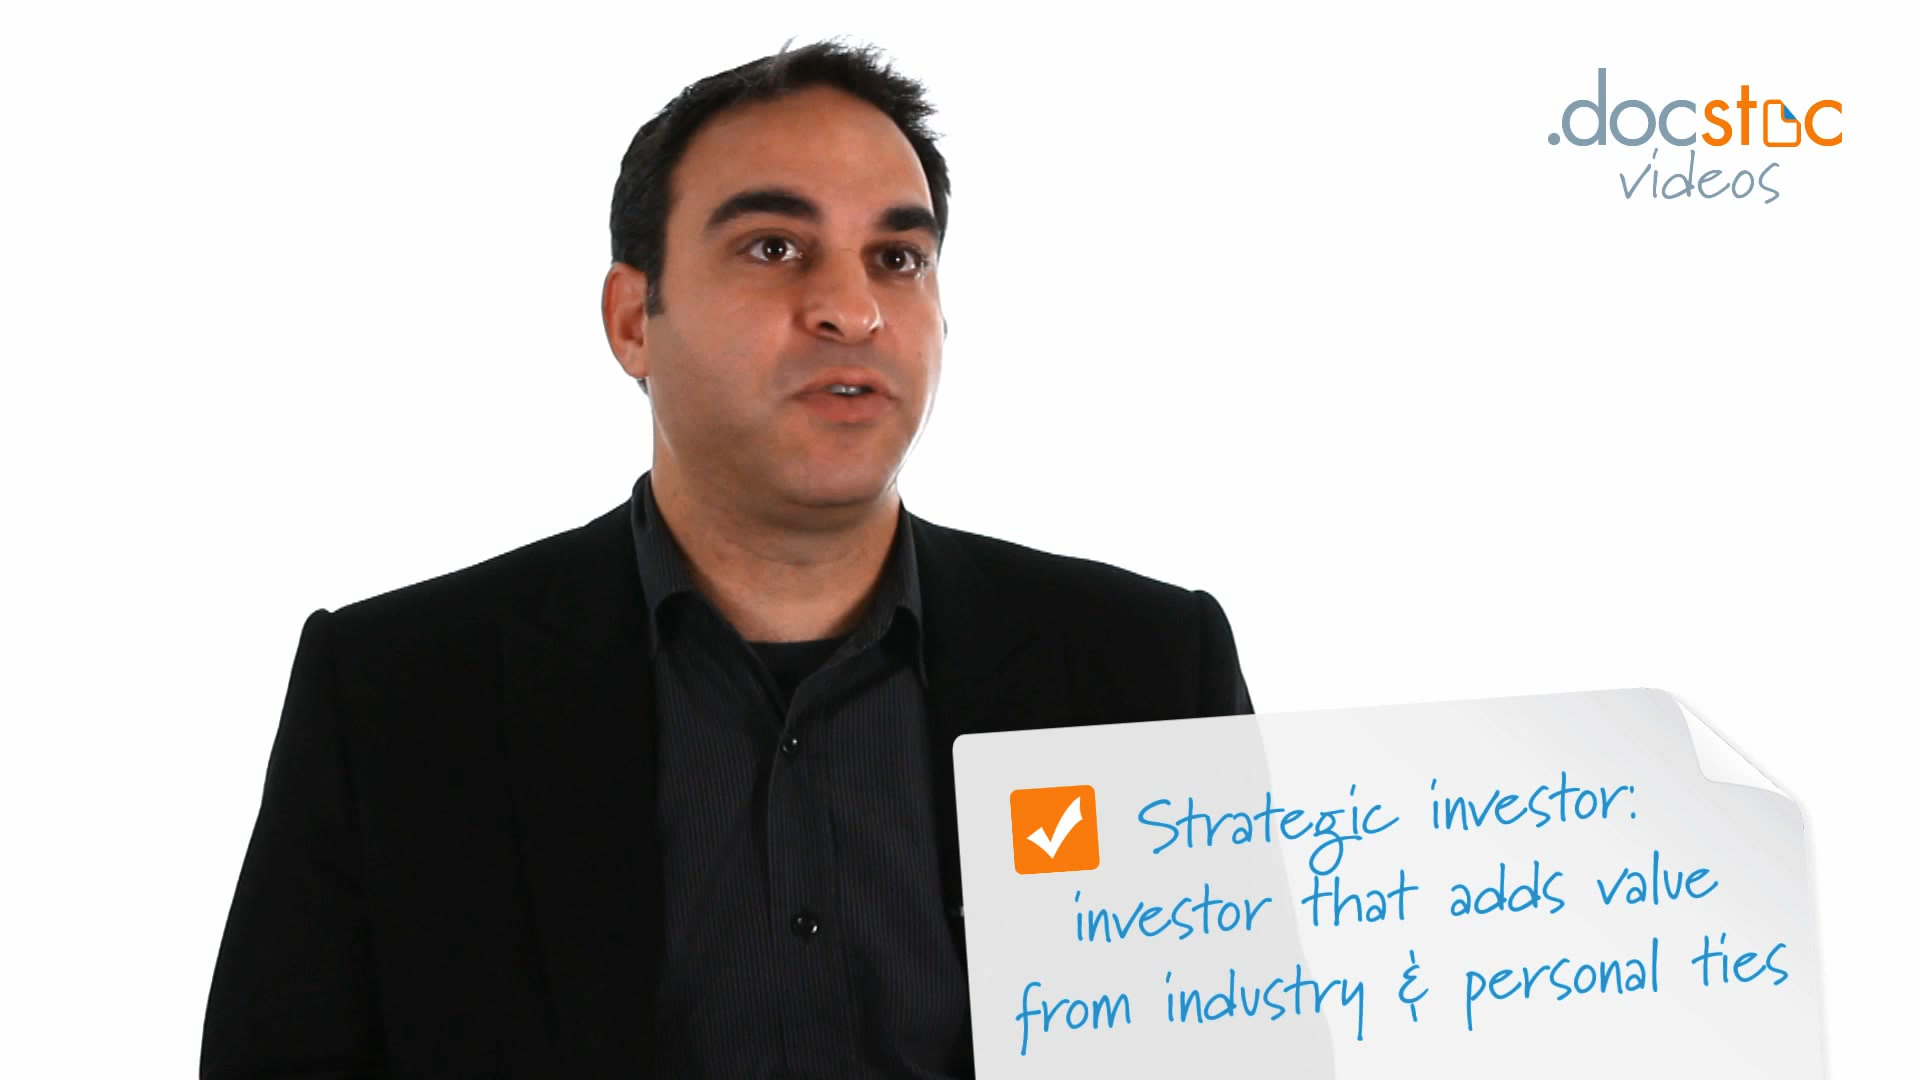 .docstoc
videos
Strategic investor:
investor that adds value
from industry & personal ties